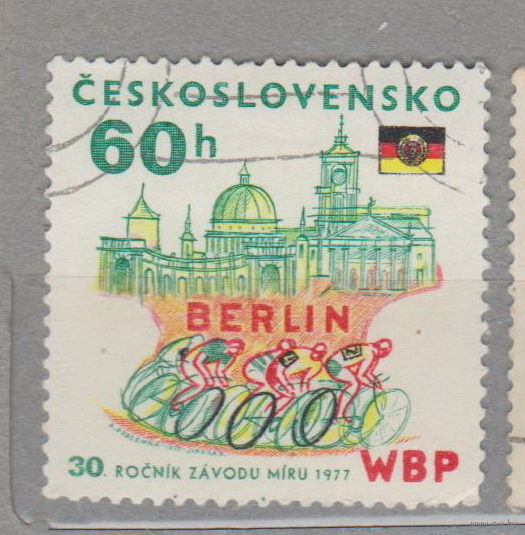 ČESKOSLOVENSKO
60h
BERLIN
30. ROČNÍK ZÁVODU MÍRU 1977 WBP